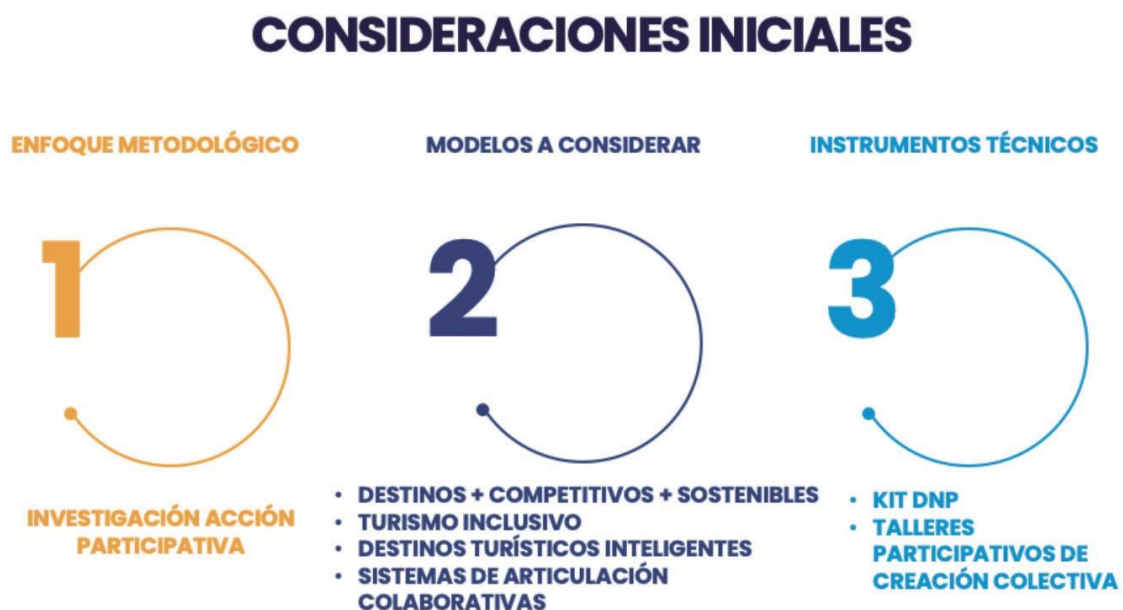 CONSIDERACIONES INICIALES
ENFOQUE METODOLÓGICO
1
INVESTIGACIÓN ACCIÓN
PARTICIPATIVA
MODELOS A CONSIDERAR
2
• DESTINOS + COMPETITIVOS + SOSTENIBLES
• TURISMO INCLUSIVO
• DESTINOS TURÍSTICOS INTELIGENTES
• SISTEMAS DE ARTICULACIÓN
COLABORATIVAS
INSTRUMENTOS TÉCNICOS
3
• KIT DNP
• TALLERES
PARTICIPATIVOS DE
CREACIÓN COLECTIVA